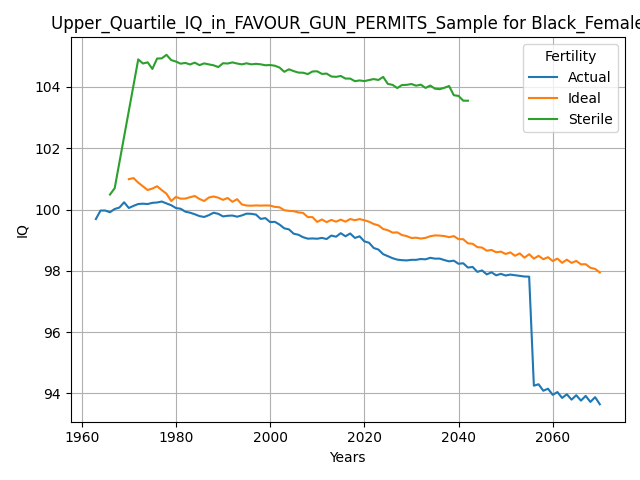 Upper_Quartile_IQ_in_FAVOUR_GUN_PERMITS_Sample for Black_Female
Fertility
Actual
Ideal
Sterile
104
102
100
98
96
94
IQ
1960
1980
2000
2020
2040
2060
Years